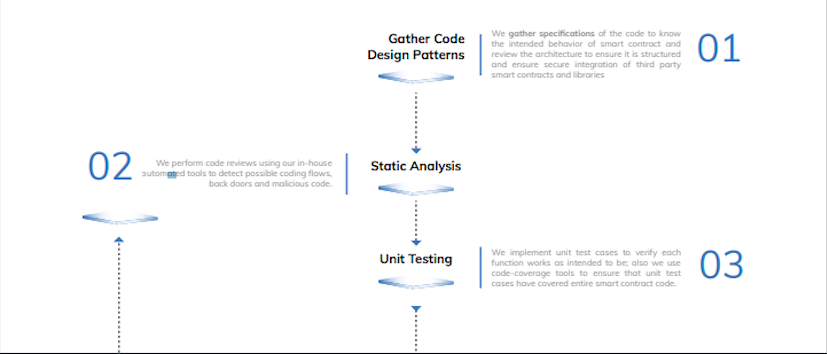 Gather Code
Design Patterns
We gather specifications of the code to know
the intended behavior of smart contract and
review the architecture to ensure it is structured
and ensure secure integration of third party
smart contracts and libraries
01
02
We perform code reviews using our in-house
automated tools to detect possible coding flaws,
back doors and malicious code.
Static Analysis
Unit Testing
We implement unit test cases to verify each
function works as intended to be; also we use
code-coverage tools to ensure that unit test
cases have covered entire smart contract code.
03